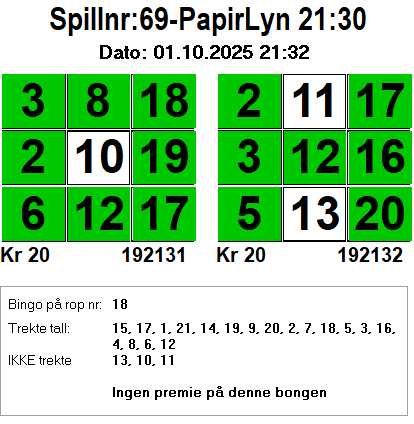 Spillnr:69-PapirLyn 21:30
Dato: 01.10.2025 21:32
3 8 18 2 11 17
2 10 19 3 12 16
6 12 17 5 13 20
Kr 20 192131 Kr 20 192132
Bingo på rop nr: 18
Trekte tall: 15, 17, 1, 21, 14, 19, 9, 20, 2, 7, 18, 5, 3, 16,
4, 8, 6, 12
IKKE trekte 13, 10, 11
Ingen premie på denne bongen